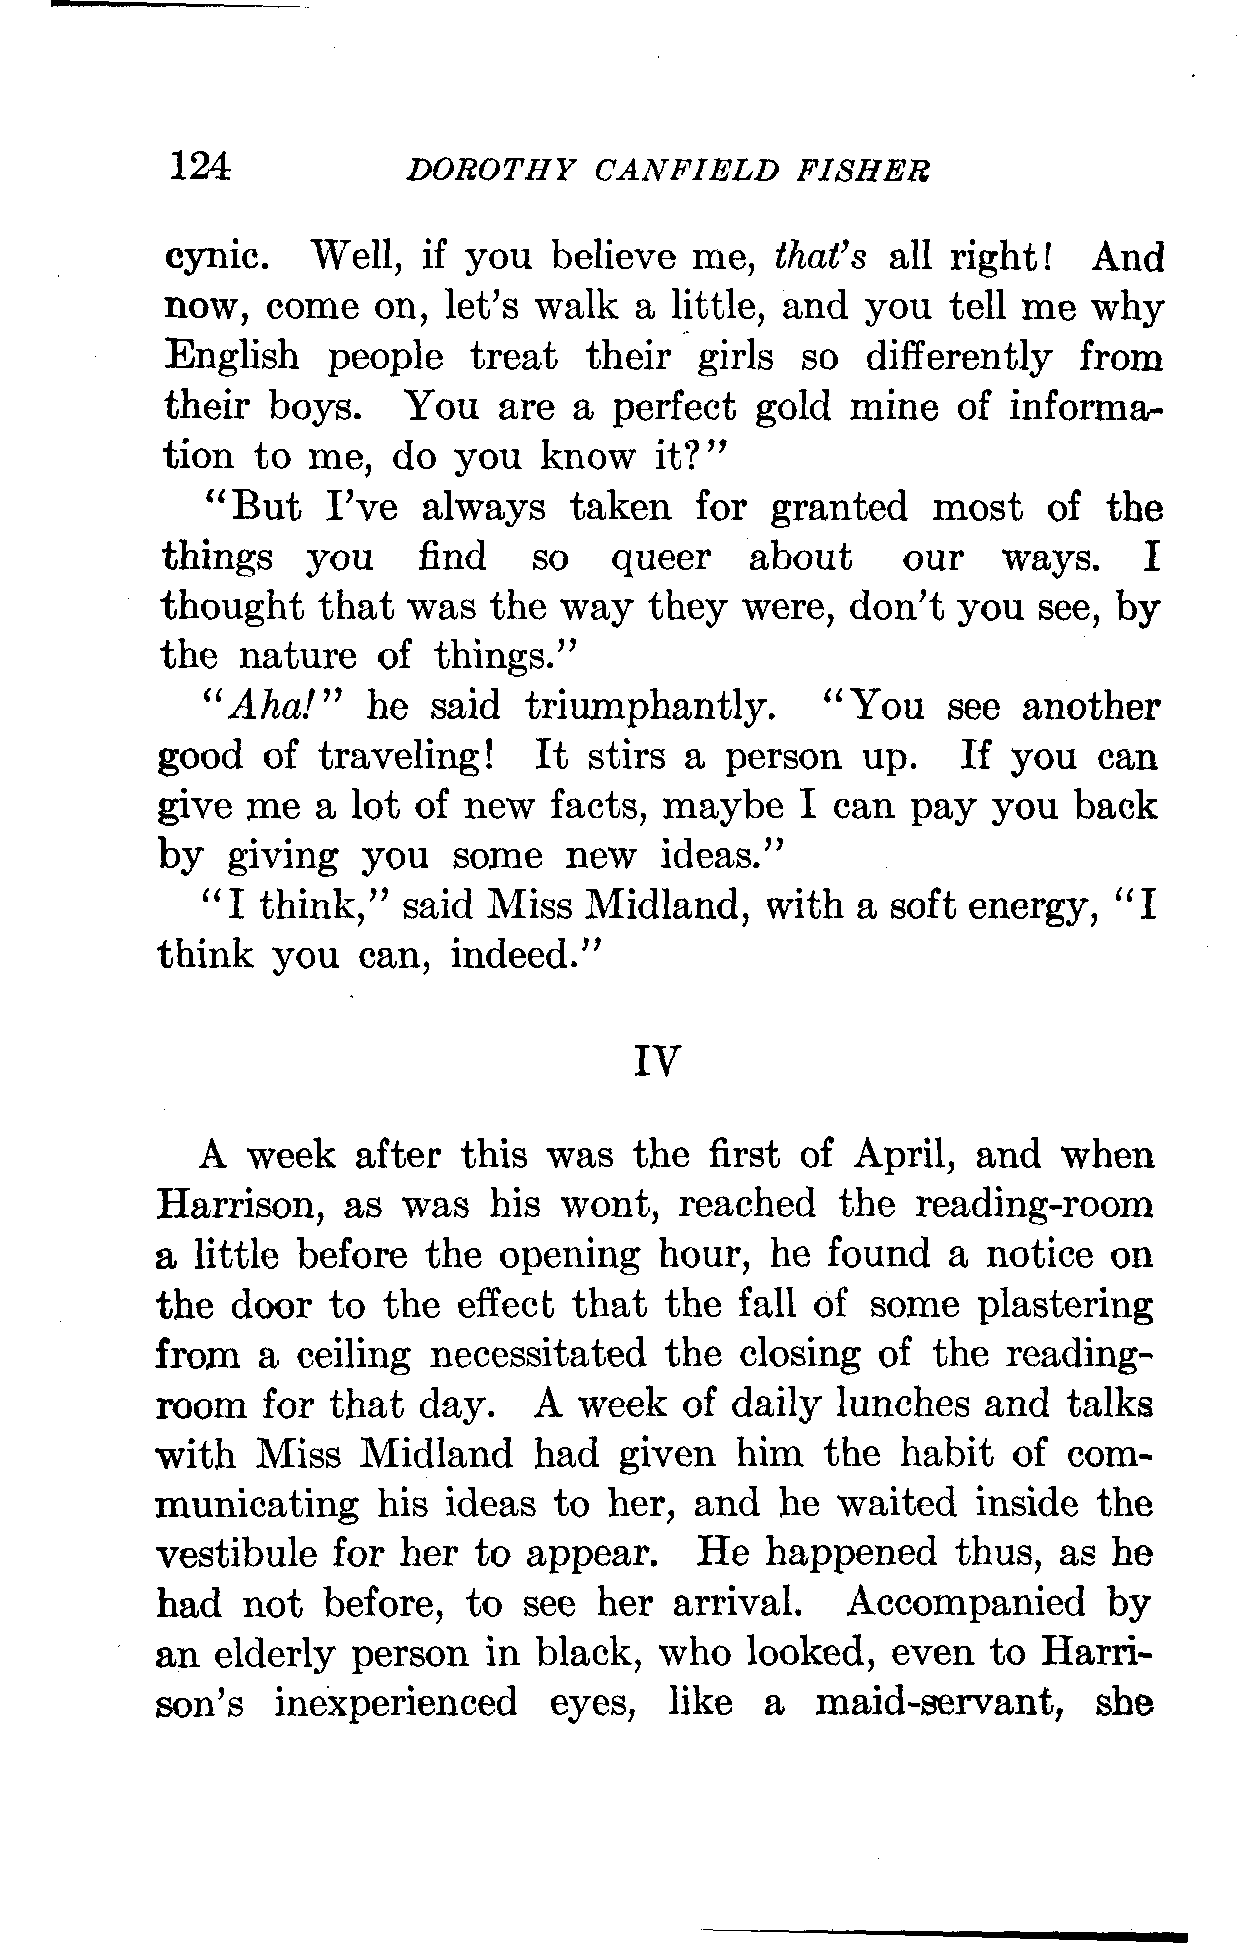 124 DOROTHY CANFIELD FISHER
cynic. Well, if you believe me, that's all right! And
now, come on, let's walk a little, and you tell me why
English people treat their girls so differently from
their boys. You are a perfect gold mine of informa-
tion to me, do you know it?"
"But I've always taken for granted most of the
things you find so queer about our ways. I
thought that was the way they were, don't you see, by
the nature of things."
"Aha!" he said triumphantly. "You see another
good of traveling! It stirs a person up. If you can
give me a lot of new facts, maybe I can pay you back
by giving you some new ideas."
"I think," said Miss Midland, with a soft energy, "I
think you can, indeed."
IV
A week after this was the first of April, and when
Harrison, as was his wont, reached the reading-room
a little before the opening hour, he found a notice on
the door to the effect that the fall of some plastering
from a ceiling necessitated the closing of the reading-
room for that day. A week of daily lunches and talks
with Miss Midland had given him the habit of com-
municating his ideas to her, and he waited inside the
vestibule for her to appear. He happened thus, as he
had not before, to see her arrival. Accompanied by
an elderly person in black, who looked, even to Harri-
son's inexperienced eyes, like a maid-servant, she